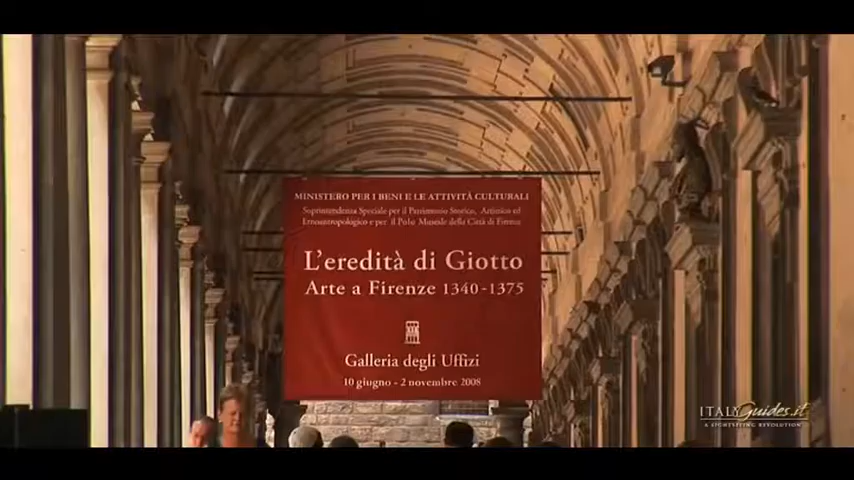 MINISTERO PER I BENI E LE ATTIVITÀ CULTURALI
Soprintendenza Speciale per il Patrimonio Storico, Artistico ed
Etnoantropologico e per il Polo Museale della Città di Firenze
L'eredità di Giotto
Arte a Firenze 1340-1375
Galleria degli Uffizi
10 giugno - 2 novembre 2008
ITALYGuides.it
A SIGHTSEEING REVOLUTION